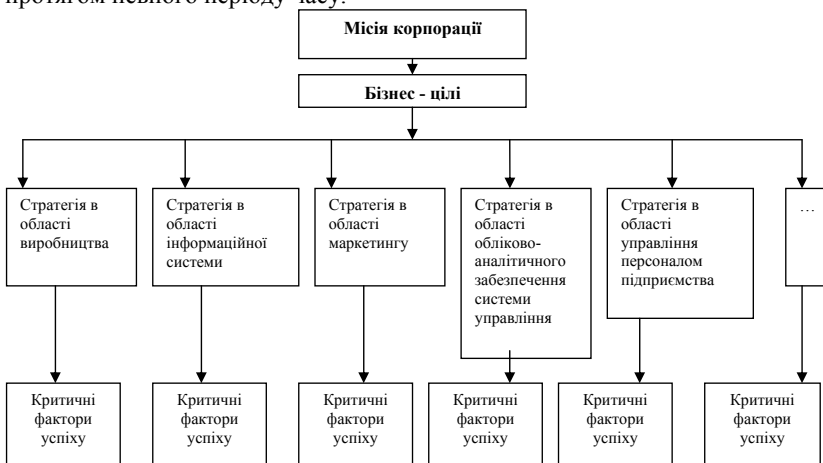 протягом певного періоду часу.
Місія корпорації
Бізнес - цілі
Стратегія в
області
виробництва
Стратегія в
області
інформаційної
системи
Стратегія в
області
маркетингу
Стратегія в
області
обліково-
аналітичного
забезпечення
системи
управління
Стратегія в
області
управління
персоналом
підприємства
…
Критичні
фактори
успіху
Критичні
фактори
успіху
Критичні
фактори
успіху
Критичні
фактори
успіху
Критичні
фактори
успіху
Критичні
фактори
успіху